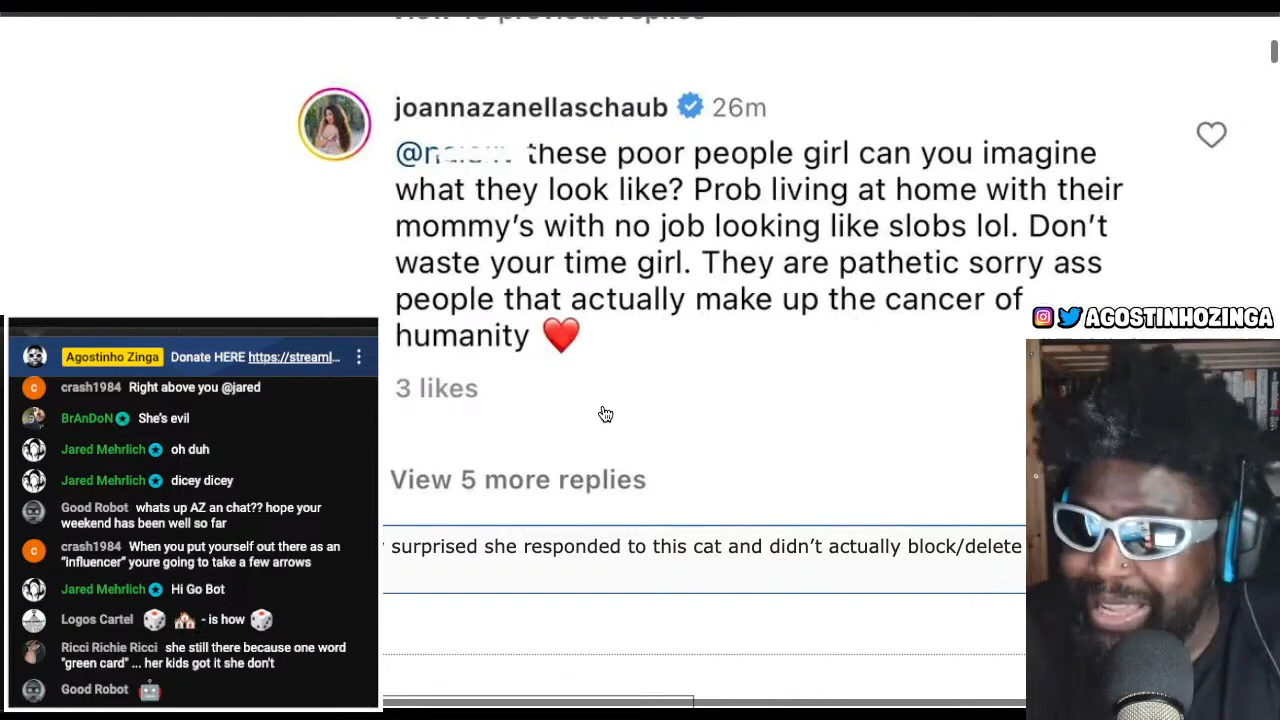 View 10 previous replies
joannazanellaschaub 26m
these poor people girl can you imagine
what they look like? Prob living at home with their
mommy's with no job looking like slobs lol. Don't
waste your time girl. They are pathetic sorry ass
people that actually make up the cancer of
humanity ❤️
3 likes
View 5 more replies
surprised she responded to this cat and didn't actually block/delete
AGOSTINHOZINGA
Agostinho Zinga Donate HERE https://streaml...
crash1984 Right above you @jared
BrAnDoN She's evil
Jared Mehrlich oh duh
Jared Mehrlich dicey dicey
Good Robot whats up AZ an chat?? hope your
weekend has been well so far
crash1984 When you put yourself out there as an
"influencer" youre going to take a few arrows
Jared Mehrlich Hi Go Bot
Logos Cartel 🎲 🏘️ - is how 🎲
Ricci Richie Ricci she still there because one word
"green card" ... her kids got it she don't
Good Robot 🤖